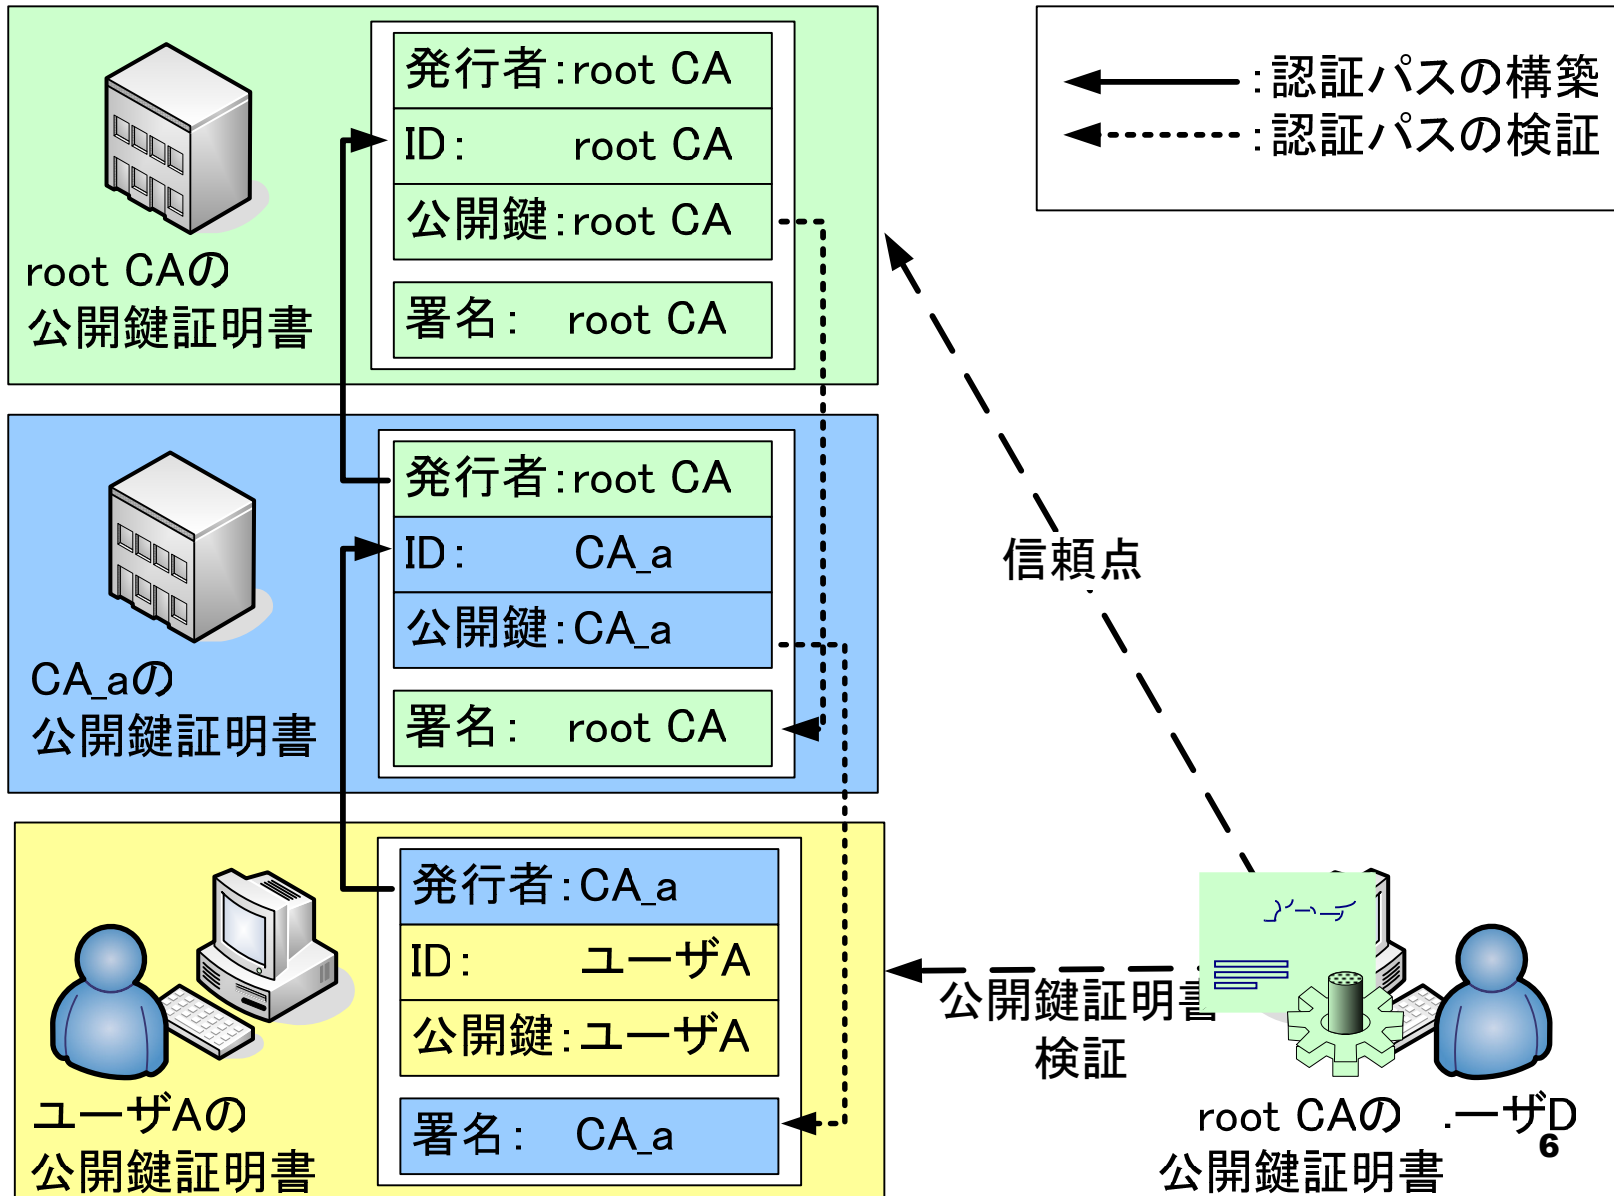 発行者:root CA
ID: root CA
公開鍵:root CA
署名: root CA
root CAの
公開鍵証明書
:認証パスの構築
:認証パスの検証
発行者:root CA
ID: CA_a
公開鍵:CA_a
署名: root CA
CA_aの
公開鍵証明書
信頼点
発行者:CA_a
ID: ユーザA
公開鍵:ユーザA
署名: CA_a
ユーザAの
公開鍵証明書
公開鍵証明書
検証
root CAの
公開鍵証明書
ーザD
6